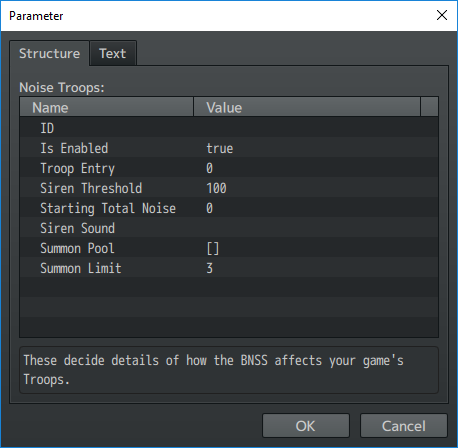 Parameter
Structure Text
Noise Troops:
Name Value
ID
Is Enabled true
Troop Entry 0
Siren Threshold 100
Starting Total Noise 0
Siren Sound
Summon Pool []
Summon Limit 3
These decide details of how the BNSS affects your game's
Troops.
OK Cancel